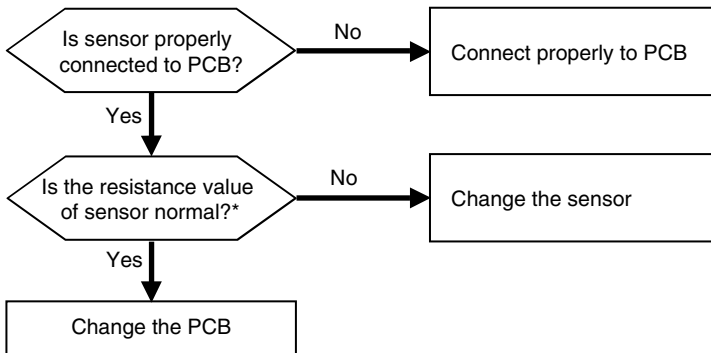 Is sensor properly
connected to PCB?
No
Connect properly to PCB
Yes
Is the resistance value
of sensor normal?*
No
Change the sensor
Yes
Change the PCB